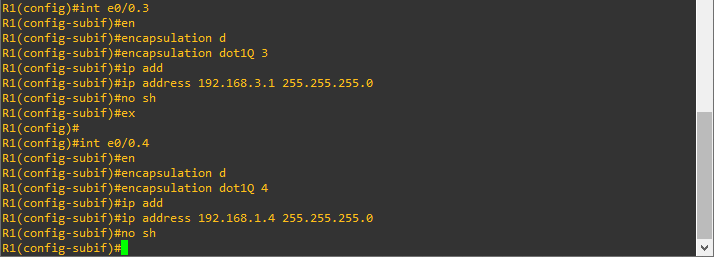 R1(config)#int e0/0.3
R1(config-subif)#en
R1(config-subif)#encapsulation d
R1(config-subif)#encapsulation dot1Q 3
R1(config-subif)#ip add
R1(config-subif)#ip address 192.168.3.1 255.255.255.0
R1(config-subif)#no sh
R1(config-subif)#ex
R1(config)#
R1(config)#int e0/0.4
R1(config-subif)#en
R1(config-subif)#encapsulation d
R1(config-subif)#encapsulation dot1Q 4
R1(config-subif)#ip add
R1(config-subif)#ip address 192.168.1.4 255.255.255.0
R1(config-subif)#no sh
R1(config-subif)#